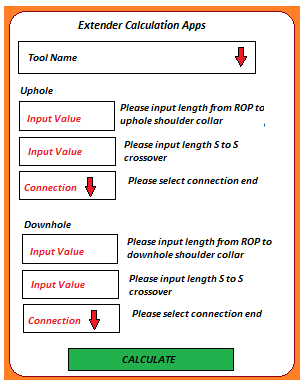 Extender Calculation Apps
Tool Name
Uphole
Input Value
Please input length from ROP to
uphole shoulder collar
Input Value
Please input length S to S
crossover
Connection
Please select connection end
Downhole
Input Value
Please input length from ROP to
downhole shoulder collar
Input Value
Please input length S to S
crossover
Connection
Please select connection end
CALCULATE